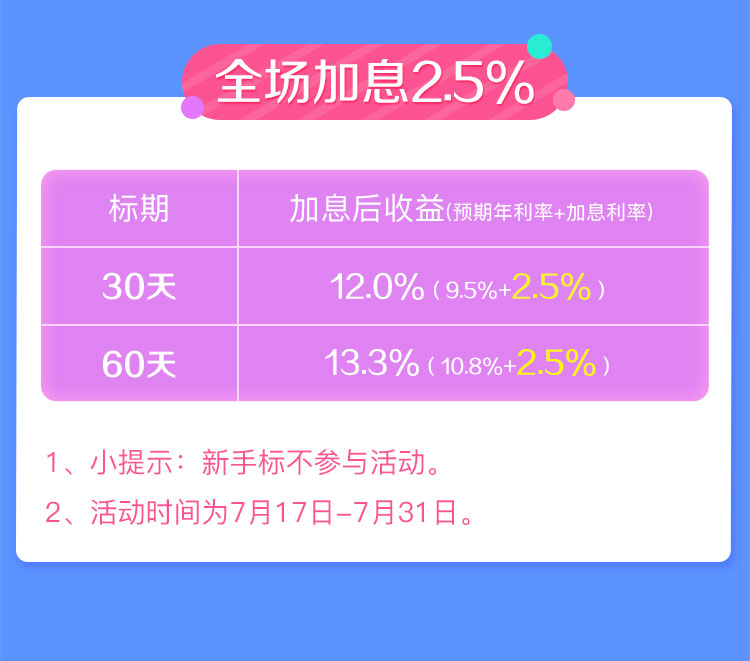 全场加息2.5%
标期 加息后收益(预期年利率+加息利率)
30天 12.0%(9.5%+2.5%)
60天 13.3%(10.8%+2.5%)
1、小提示：新手标不参与活动。
2、活动时间为7月17日-7月31日。